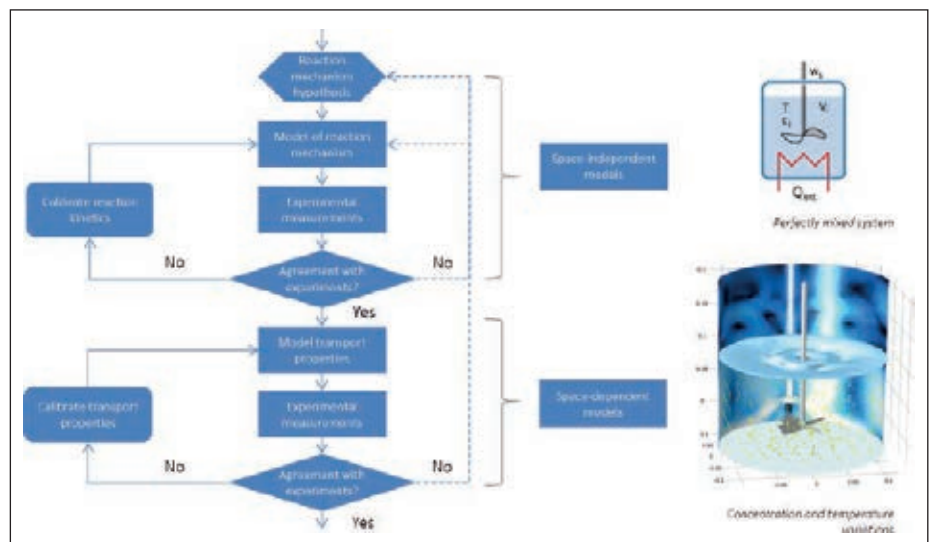 Reaction
mechanism
hypothesis
Model of reaction
mechanism
Experimental
measurements
Calibrate reaction
kinetics
No
Agreement with
experiments?
No
Yes
Space-independent
models
Model transport
properties
Experimental
measurements
Calibrate transport
properties
No
Agreement with
experiments?
No
Yes
Space-dependent
models
T
Perfectly mixed system
Concentration and temperature
variations